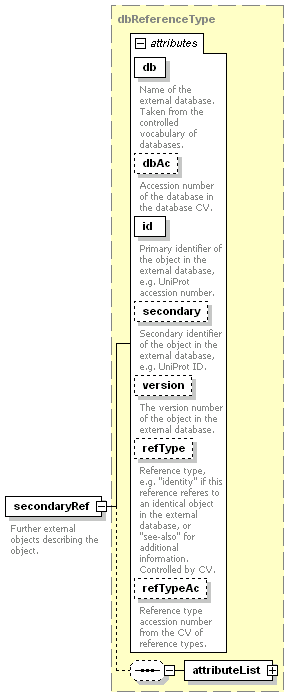 dbReferenceType
attributes
db
Name of the
external database.
Taken from the
controlled
vocabulary of
databases.
dbAc
Accession number
of the database in
the database CV.
id
Primary identifier of
the object in the
external database,
e.g. UniProt
accession number.
secondary
Secondary identifier
of the object in the
external database,
e.g. UniProt ID.
version
The version number
of the object in the
external database.
refType
Reference type,
e.g. "identity" if this
reference referes to
an identical object
in the external
database, or
"see-also" for
additional
information.
Controlled by CV.
refTypeAc
Reference type
accession number
from the CV of
reference types.
secondaryRef
Further external
objects describing the
object.
attributeList